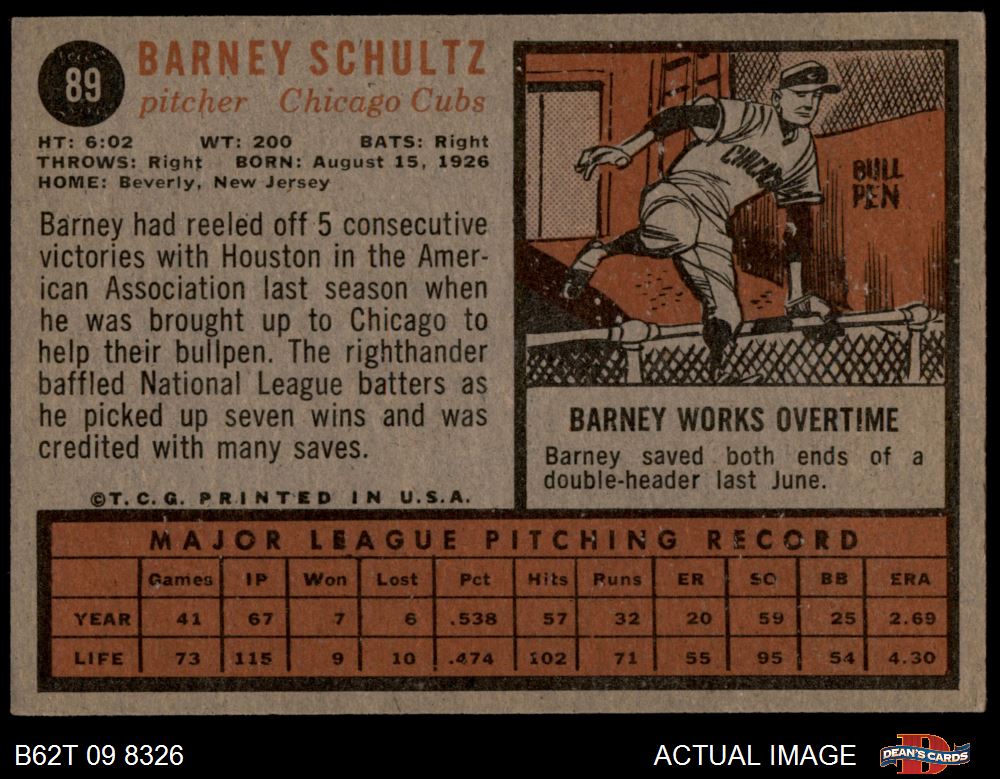 89
BARNEY SCHULTZ
pitcher Chicago Cubs
HT: 6:02 WT: 200 BATS: Right
THROWS: Right BORN: August 15, 1926
HOME: Beverly, New Jersey
Barney had reeled off 5 consecutive
victories with Houston in the Amer-
ican Association last season when
he was brought up to Chicago to
help their bullpen. The righthander
baffled National League batters as
he picked up seven wins and was
credited with many saves.
©T.C.G. PRINTED IN U.S.A.
CHICAGO
BULL
PEN
BARNEY WORKS OVERTIME
Barney saved both ends of a
double-header last June.
MAJOR LEAGUE PITCHING RECORD
Games IP Won Lost Pct Hits Runs ER SO BB ERA
YEAR 41 67 7 6 .538 57 32 20 59 25 2.69
LIFE 73 115 9 10 .474 102 71 55 95 54 4.30
B62T 09 8326 ACTUAL IMAGE DEAN'S CARDS